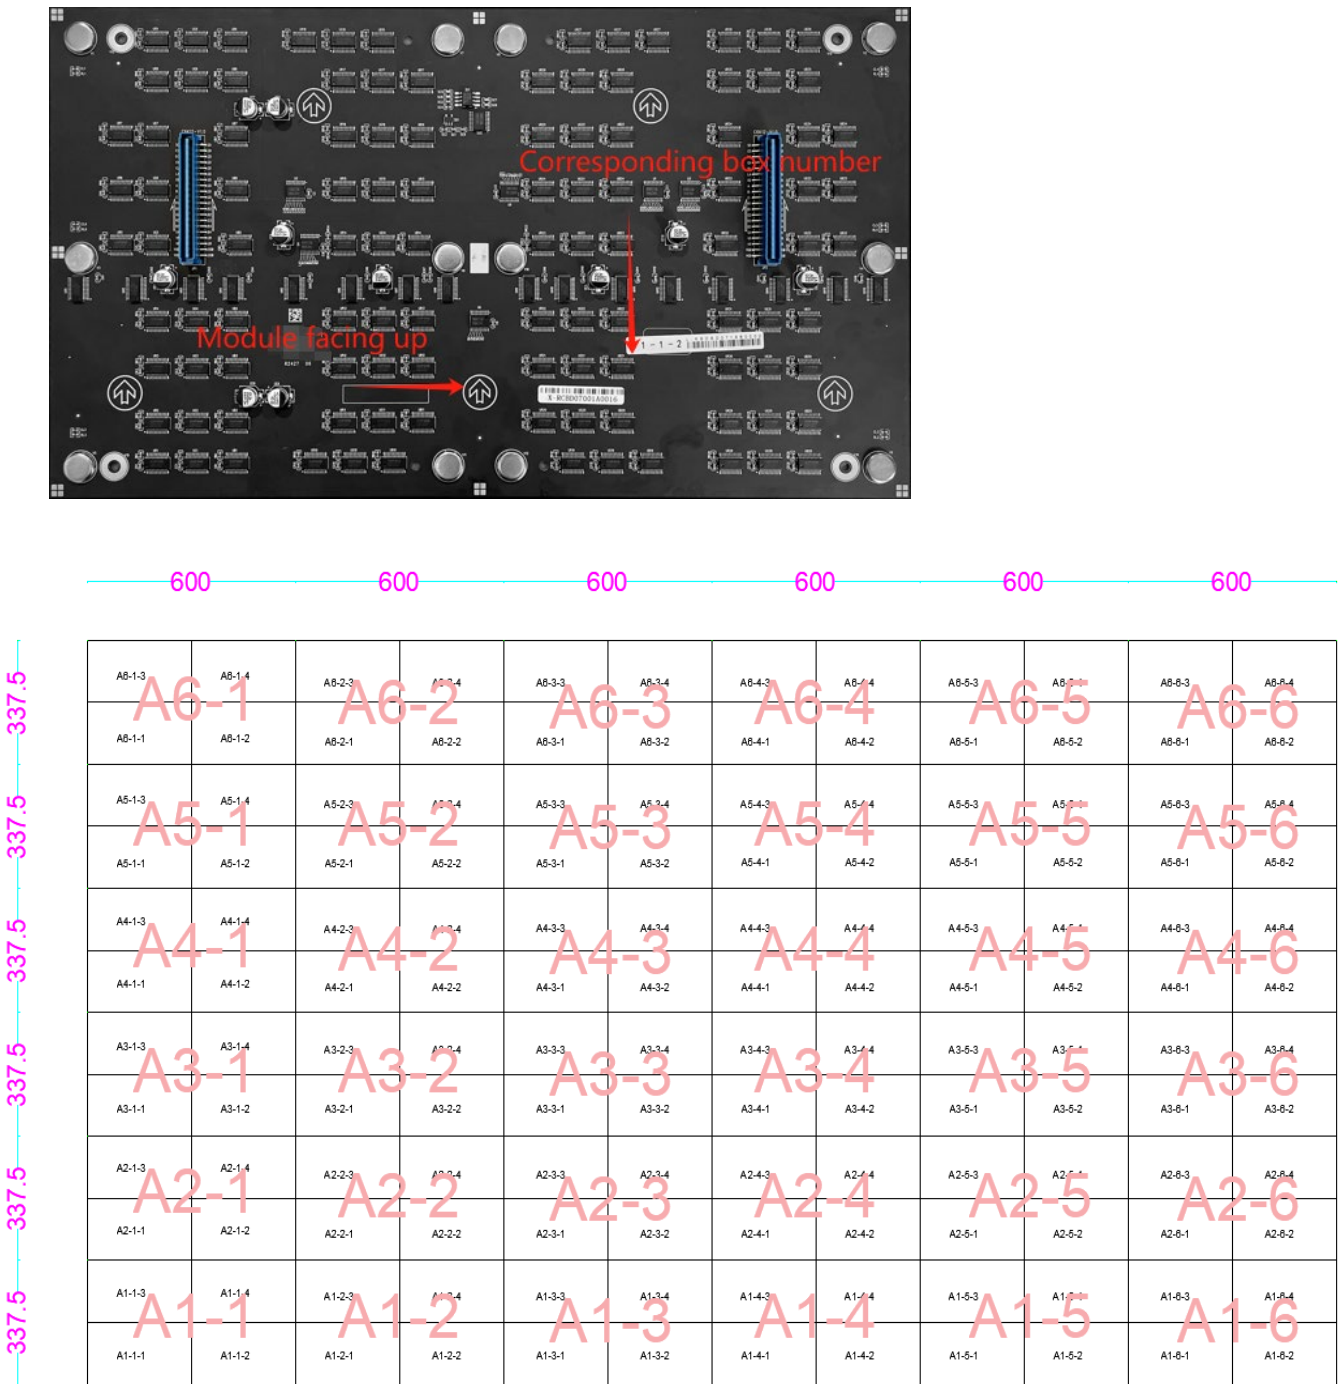 Corresponding box number
Module facing up
1-1-2
X-RCBD07001A0016
600 600 600 600 600 600
337.5
A6-1-3 A6-1-4 A6-2-3 A6-3-3 A6-3-4 A6-4-3 A6-4-4 A6-5-3 A6-6-3 A6-6-4
A6-1 A6-2 A6-3 A6-4 A6-5 A6-6
A6-1-1 A6-1-2 A6-2-1 A6-2-2 A6-3-1 A6-3-2 A6-4-1 A6-4-2 A6-5-1 A6-5-2 A6-6-1 A6-6-2
337.5
A5-1-3 A5-1-4 A5-2-3 A5-3-3 A5-3-4 A5-4-3 A5-4-4 A5-5-3 A5-6-3 A5-6-4
A5-1 A5-2 A5-3 A5-4 A5-5 A5-6
A5-1-1 A5-1-2 A5-2-1 A5-2-2 A5-3-1 A5-3-2 A5-4-1 A5-4-2 A5-5-1 A5-5-2 A5-6-1 A5-6-2
337.5
A4-1-3 A4-1-4 A4-2-3 A4-3-3 A4-3-4 A4-4-3 A4-4-4 A4-5-3 A4-6-3 A4-6-4
A4-1 A4-2 A4-3 A4-4 A4-5 A4-6
A4-1-1 A4-1-2 A4-2-1 A4-2-2 A4-3-1 A4-3-2 A4-4-1 A4-4-2 A4-5-1 A4-5-2 A4-6-1 A4-6-2
337.5
A3-1-3 A3-1-4 A3-2-3 A3-3-3 A3-3-4 A3-4-3 A3-4-4 A3-5-3 A3-6-3 A3-6-4
A3-1 A3-2 A3-3 A3-4 A3-5 A3-6
A3-1-1 A3-1-2 A3-2-1 A3-2-2 A3-3-1 A3-3-2 A3-4-1 A3-4-2 A3-5-1 A3-5-2 A3-6-1 A3-6-2
337.5
A2-1-3 A2-1-4 A2-2-3 A2-3-3 A2-3-4 A2-4-3 A2-4-4 A2-5-3 A2-6-3 A2-6-4
A2-1 A2-2 A2-3 A2-4 A2-5 A2-6
A2-1-1 A2-1-2 A2-2-1 A2-2-2 A2-3-1 A2-3-2 A2-4-1 A2-4-2 A2-5-1 A2-5-2 A2-6-1 A2-6-2
337.5
A1-1-3 A1-1-4 A1-2-3 A1-3-3 A1-3-4 A1-4-3 A1-4-4 A1-5-3 A1-6-3 A1-6-4
A1-1 A1-2 A1-3 A1-4 A1-5 A1-6
A1-1-1 A1-1-2 A1-2-1 A1-2-2 A1-3-1 A1-3-2 A1-4-1 A1-4-2 A1-5-1 A1-5-2 A1-6-1 A1-6-2